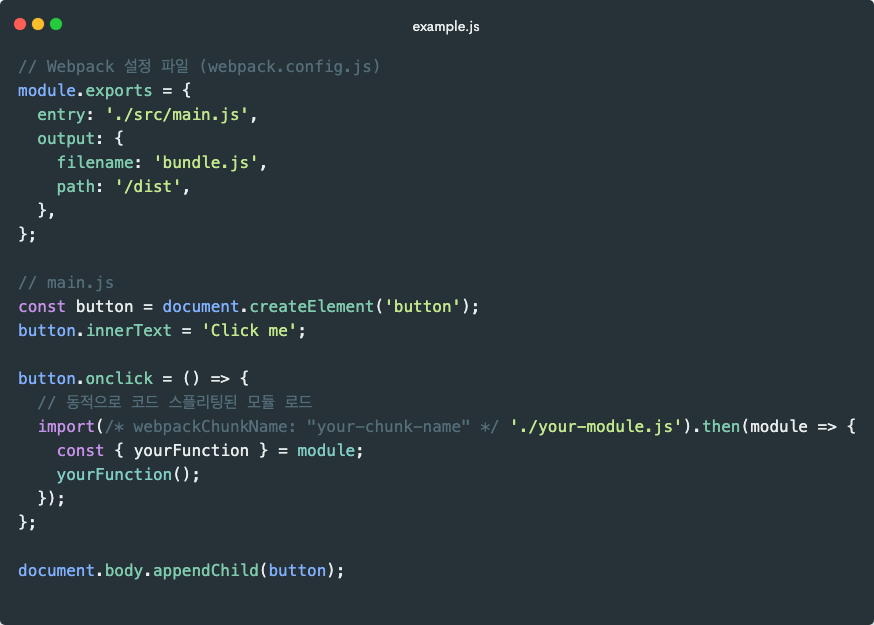 example.js
// Webpack 설정 파일 (webpack.config.js)
module.exports = {
  entry: './src/main.js',
  output: {
    filename: 'bundle.js',
    path: '/dist',
  },
};

// main.js
const button = document.createElement('button');
button.innerText = 'Click me';

button.onclick = () => {
  // 동적으로 코드 스플리팅된 모듈 로드
  import(/* webpackChunkName: "your-chunk-name" */ './your-module.js').then(module => {
    const { yourFunction } = module;
    yourFunction();
  });
};

document.body.appendChild(button);